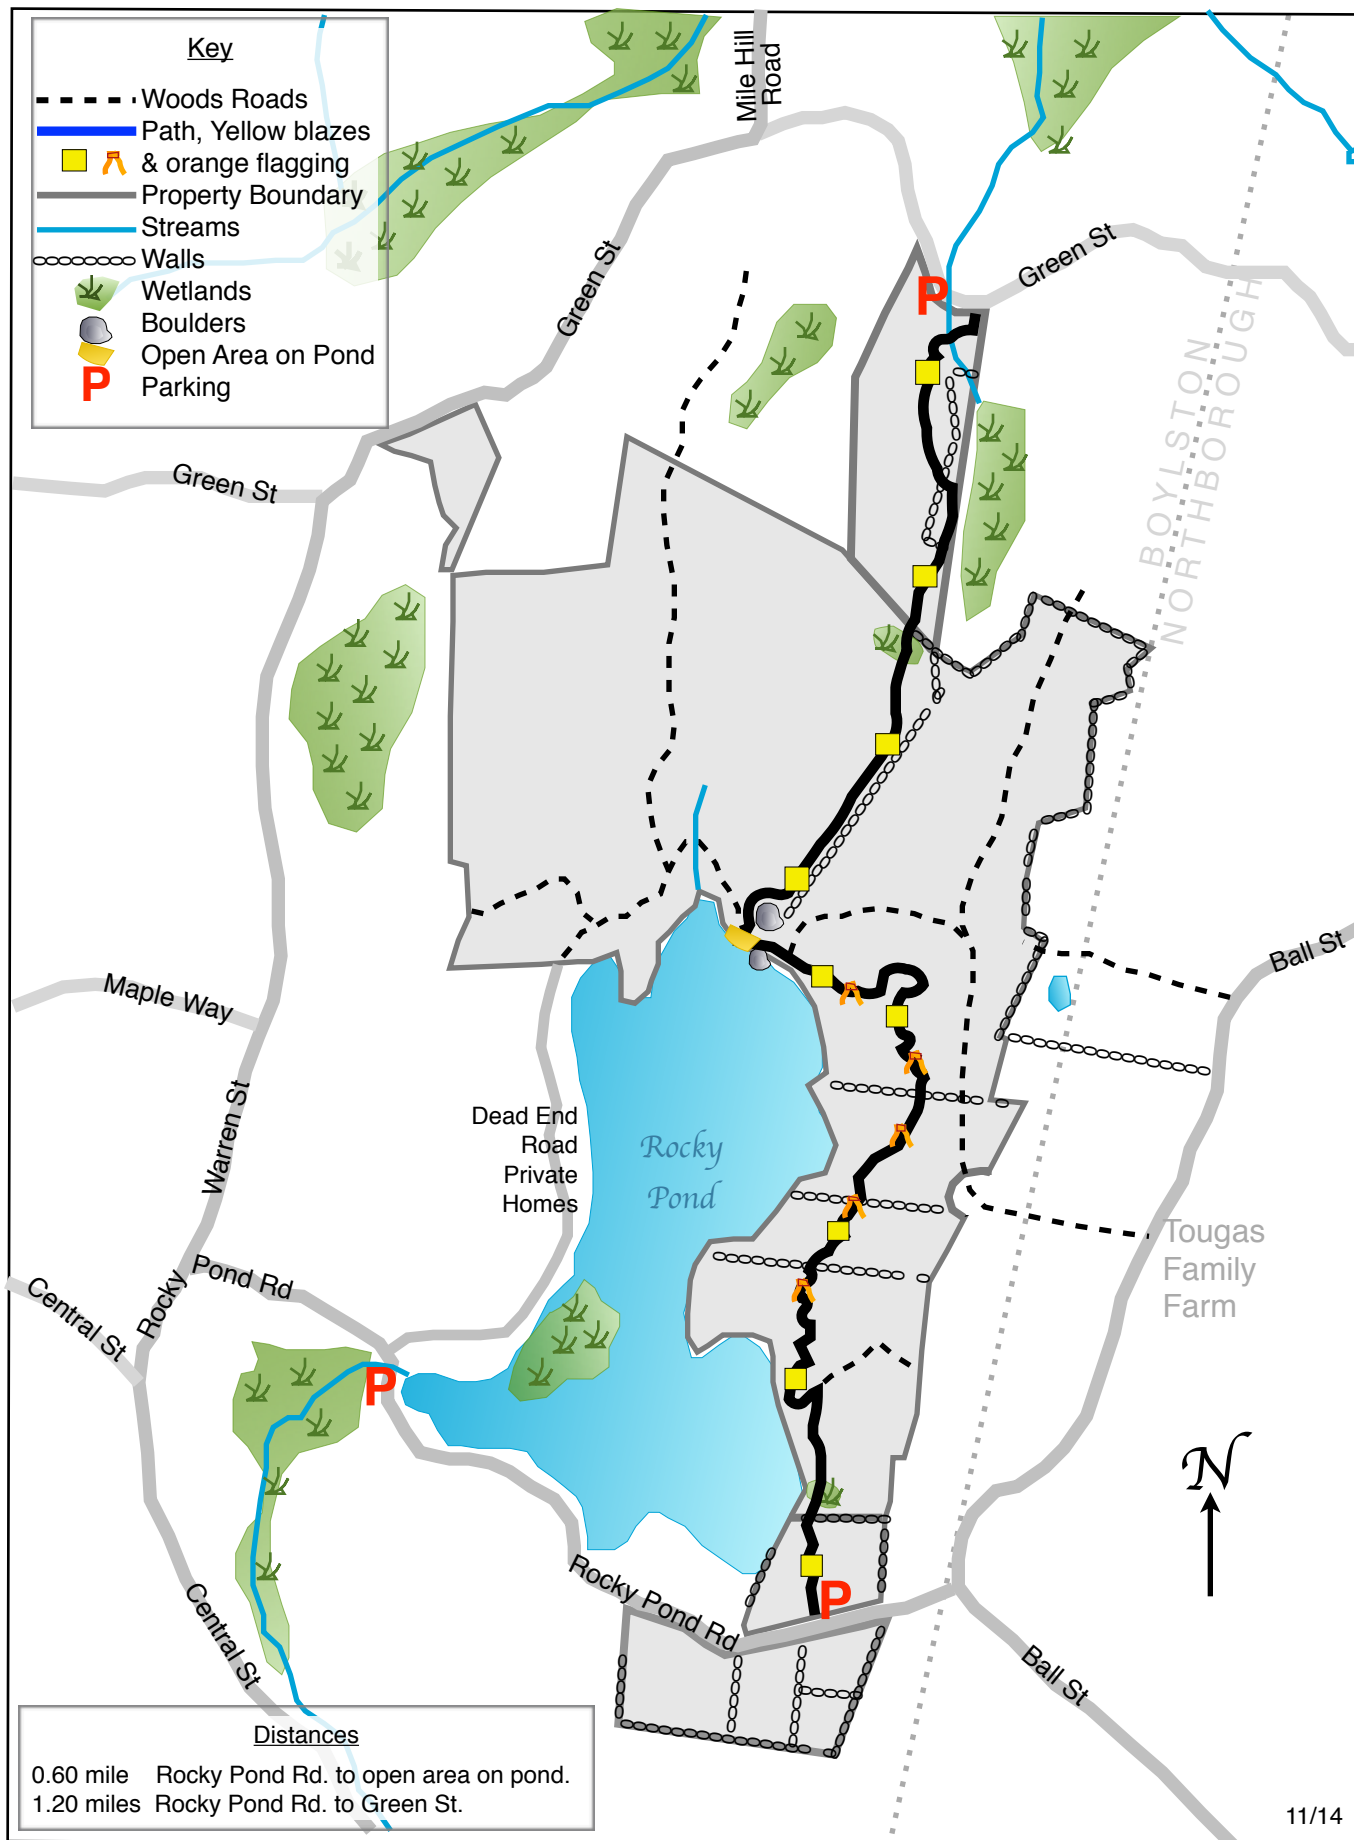 Key
Woods Roads
Path, Yellow blazes
& orange flagging
Property Boundary
Streams
Walls
Wetlands
Boulders
Open Area on Pond
P Parking
Mile Hill
Road
Green St
Green St
Green St
P
BOYLSTON
NORTHBOROUGH
Maple Way
Ball St
Warren St
Dead End
Road
Private
Homes
Rocky
Pond
Tougas
Family
Farm
Central St
Rocky Pond Rd
P
N
Rocky Pond Rd
P
Central St
Ball St
Distances
0.60 mile Rocky Pond Rd. to open area on pond.
1.20 miles Rocky Pond Rd. to Green St.
11/14